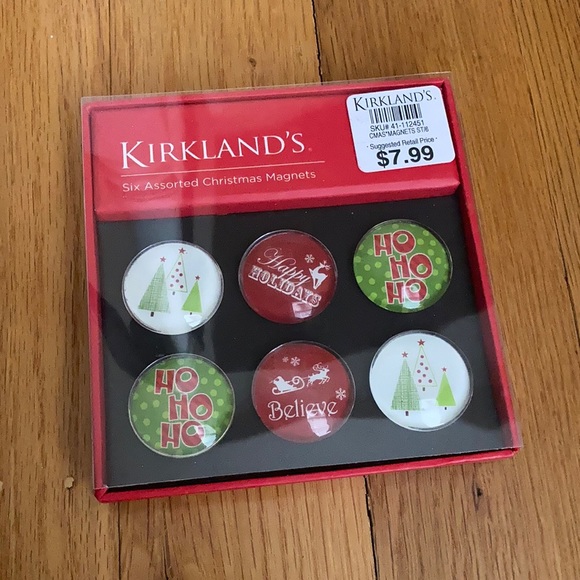 KIRKLAND'S
Six Assorted Christmas Magnets
KIRKLAND'S
SKU# 41-112451
CMAS*MAGNETS ST/6
Suggested Retail Price
$7.99
Happy
HOLIDAYS
HO
HO
HO
HO
HO
HO
Believe